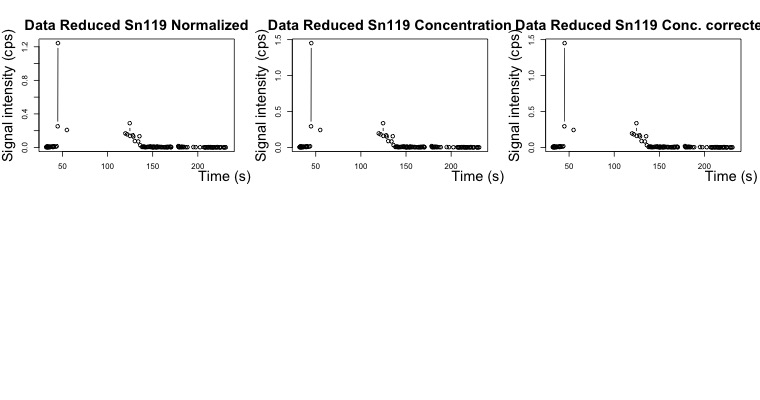 Data Reduced Sn119 Normalized
Signal intensity (cps)
0.0 0.4 0.8 1.2
50 100 150 200
Time (s)
Data Reduced Sn119 Concentration
Signal intensity (cps)
0.0 0.5 1.0 1.5
50 100 150 200
Time (s)
Data Reduced Sn119 Conc. correcte
Signal intensity (cps)
0.0 0.5 1.0 1.5
50 100 150 200
Time (s)